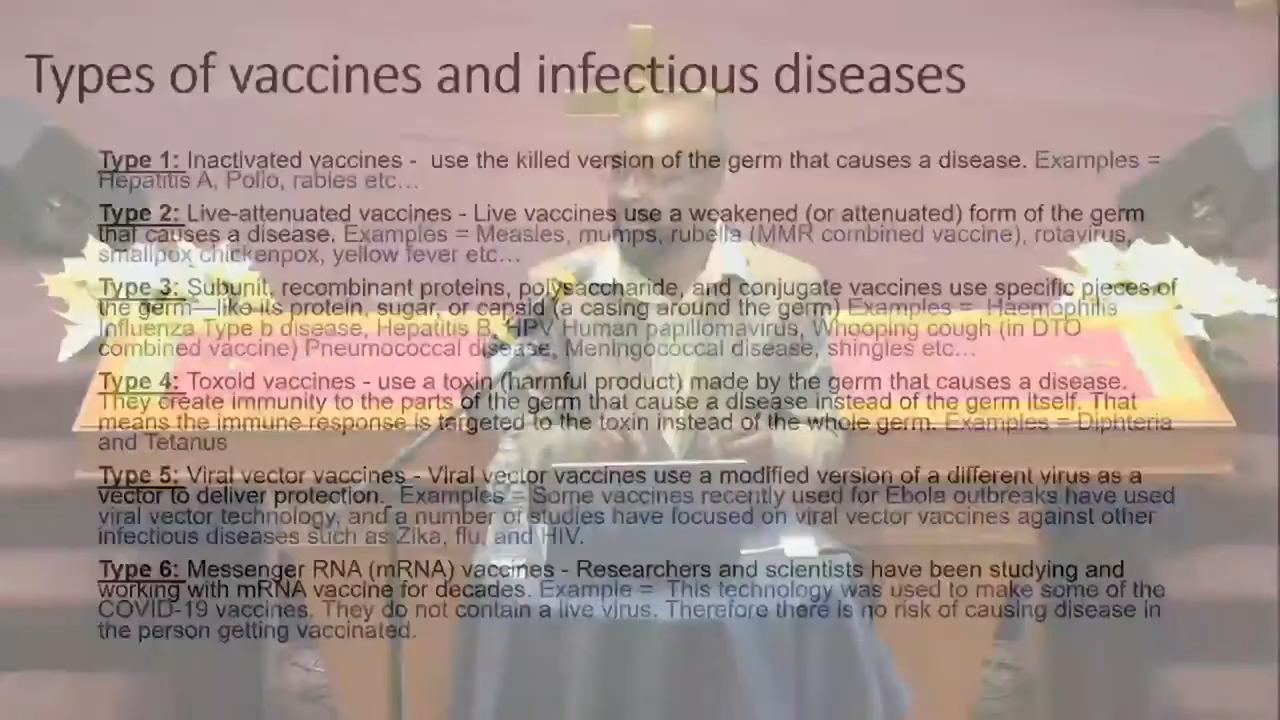 Types of vaccines and infectious diseases
Type 1: Inactivated vaccines - use the killed version of the germ that causes a disease. Examples =
Hepatitis A, Polio, rabies etc...
Type 2: Live-attenuated vaccines - Live vaccines use a weakened (or attenuated) form of the germ
that causes a disease. Examples = Measles, mumps, rubella (MMR combined vaccine), rotavirus,
smallpox chickenpox, yellow fever etc...
Type 3: Subunit, recombinant proteins, polysaccharide, and conjugate vaccines use specific pieces of
the germ—like its protein, sugar, or capsid (a casing around the germ) Examples = Haemophilis
Influenza Type b disease, Hepatitis B, HPV Human papillomavirus, Whooping cough (in DTO
combined vaccine) Pneumococcal disease, Meningococcal disease, shingles etc...
Type 4: Toxoid vaccines - use a toxin (harmful product) made by the germ that causes a disease.
They create immunity to the parts of the germ that cause a disease instead of the germ itself. That
means the immune response is targeted to the toxin instead of the whole germ. Examples = Diphteria
and Tetanus
Type 5: Viral vector vaccines - Viral vector vaccines use a modified version of a different virus as a
vector to deliver protection. Examples = Some vaccines recently used for Ebola outbreaks have used
viral vector technology, and a number of studies have focused on viral vector vaccines against other
infectious diseases such as Zika, flu, and HIV.
Type 6: Messenger RNA (mRNA) vaccines - Researchers and scientists have been studying and
working with mRNA vaccine for decades. Example = This technology was used to make some of the
COVID-19 vaccines. They do not contain a live virus. Therefore there is no risk of causing disease in
the person getting vaccinated.